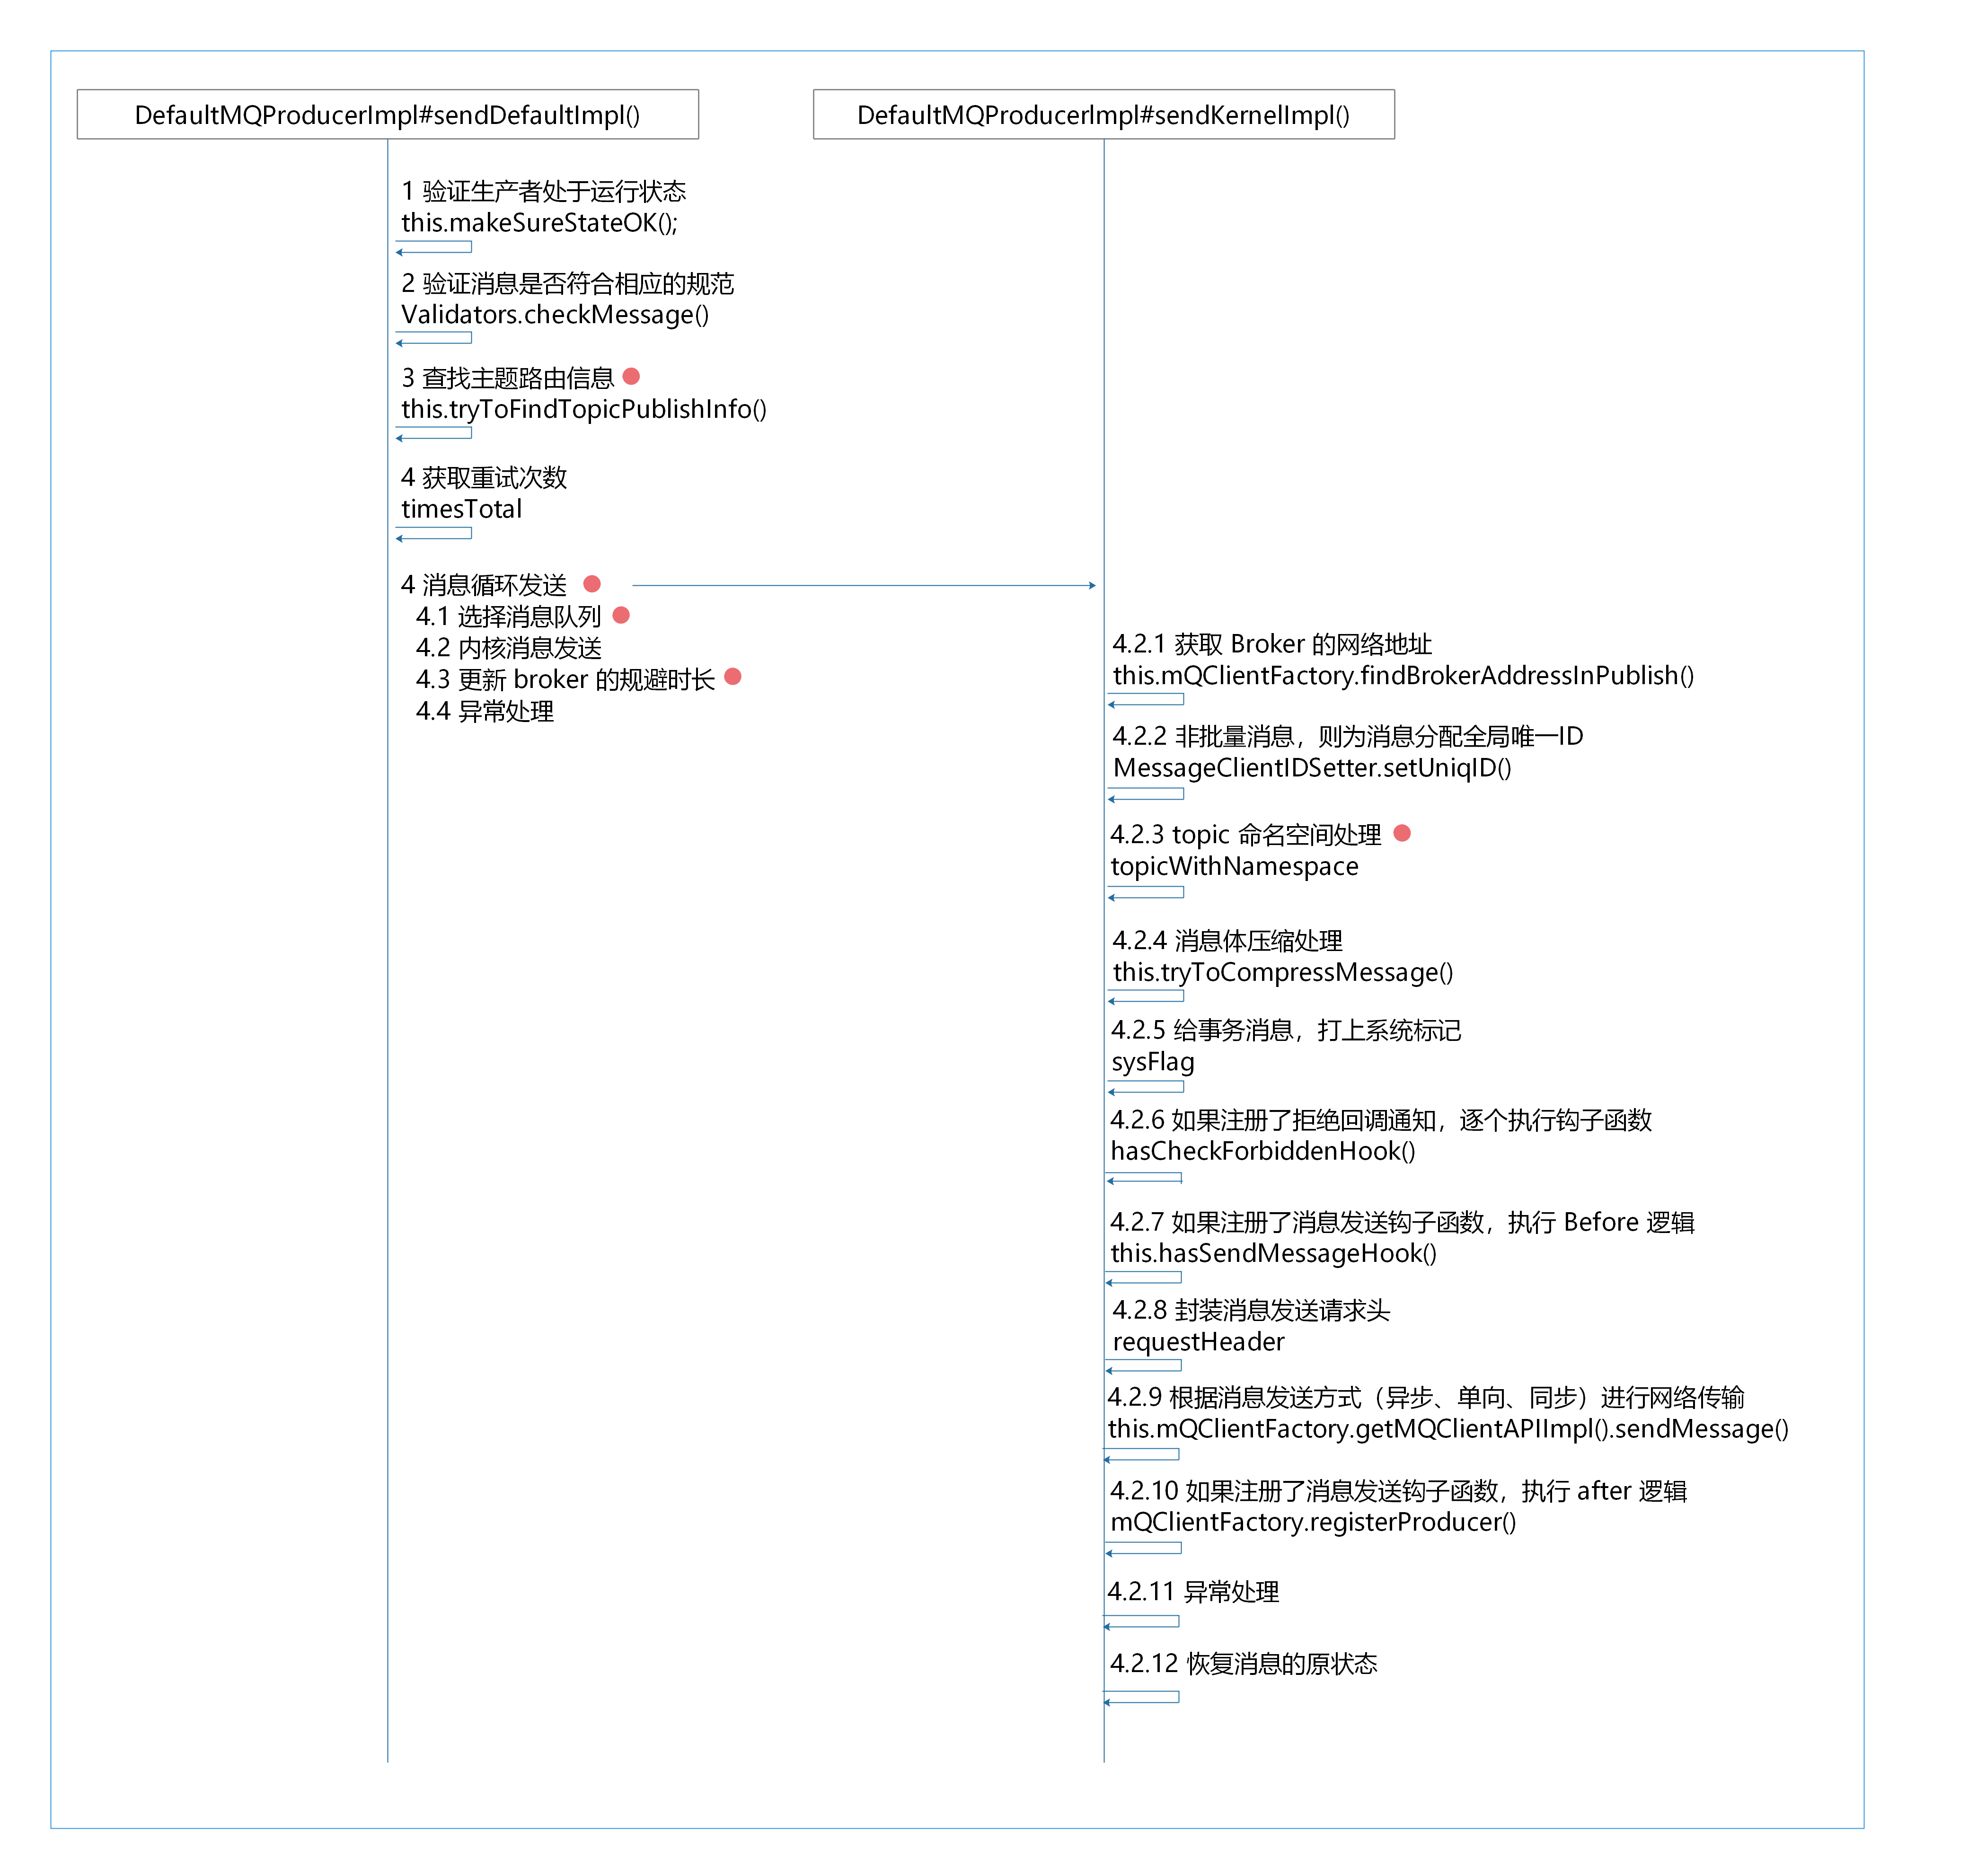 DefaultMQProducerImpl#sendDefaultImpl()
DefaultMQProducerImpl#sendKernelImpl()
1 验证生产者处于运行状态
this.makeSureStateOK();
2 验证消息是否符合相应的规范
Validators.checkMessage()
3 查找主题路由信息
this.tryToFindTopicPublishInfo()
4 获取重试次数
timesTotal
4 消息循环发送
4.1 选择消息队列
4.2 内核消息发送
4.3 更新 broker 的规避时长
4.4 异常处理
4.2.1 获取 Broker 的网络地址
this.mQClientFactory.findBrokerAddressInPublish()
4.2.2 非批量消息，则为消息分配全局唯一ID
MessageClientIDSetter.setUniqID()
4.2.3 topic 命名空间处理
topicWithNamespace
4.2.4 消息体压缩处理
this.tryToCompressMessage()
4.2.5 给事务消息，打上系统标记
sysFlag
4.2.6 如果注册了拒绝回调通知，逐个执行钩子函数
hasCheckForbiddenHook()
4.2.7 如果注册了消息发送钩子函数，执行 Before 逻辑
this.hasSendMessageHook()
4.2.8 封装消息发送请求头
requestHeader
4.2.9 根据消息发送方式（异步、单向、同步）进行网络传输
this.mQClientFactory.getMQClientAPIImpl().sendMessage()
4.2.10 如果注册了消息发送钩子函数，执行 after 逻辑
mQClientFactory.registerProducer()
4.2.11 异常处理
4.2.12 恢复消息的原状态